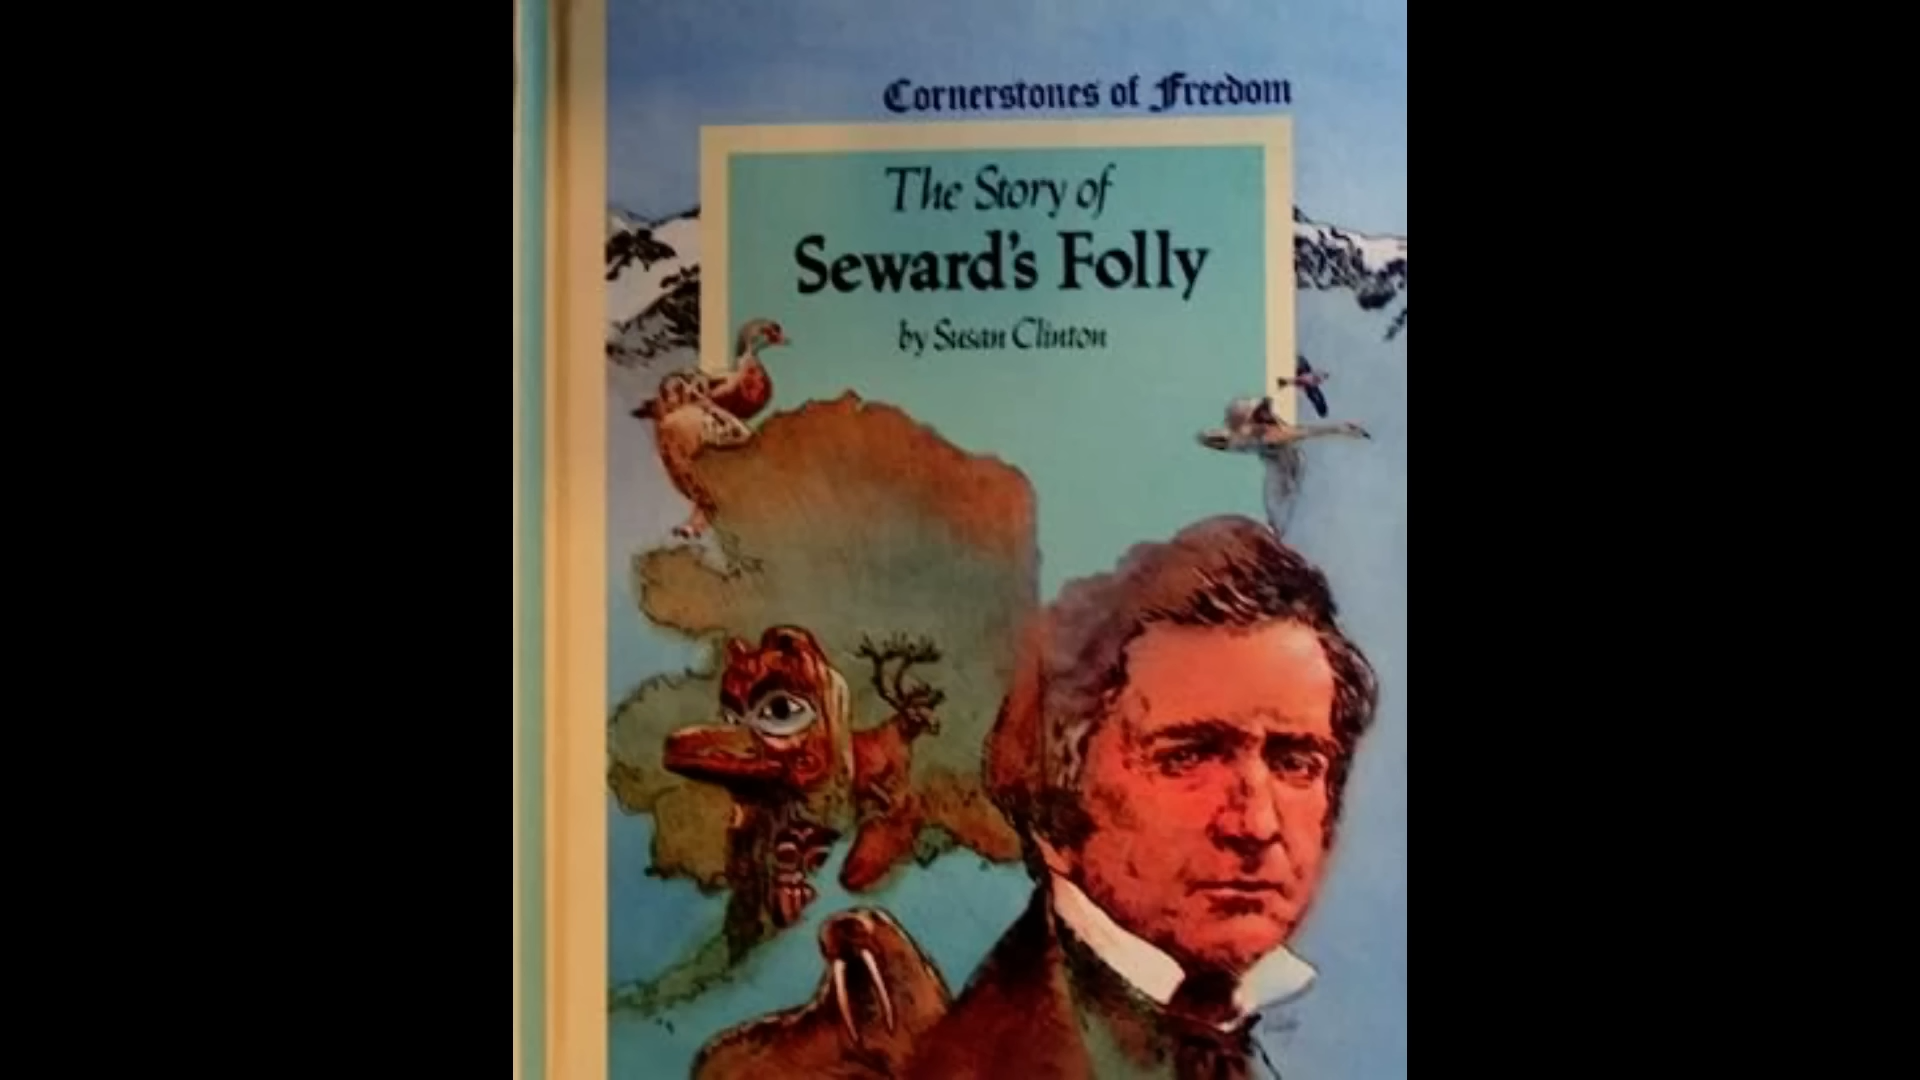 Cornerstones of Freedom
The Story of
Seward's Folly
by Susan Clinton